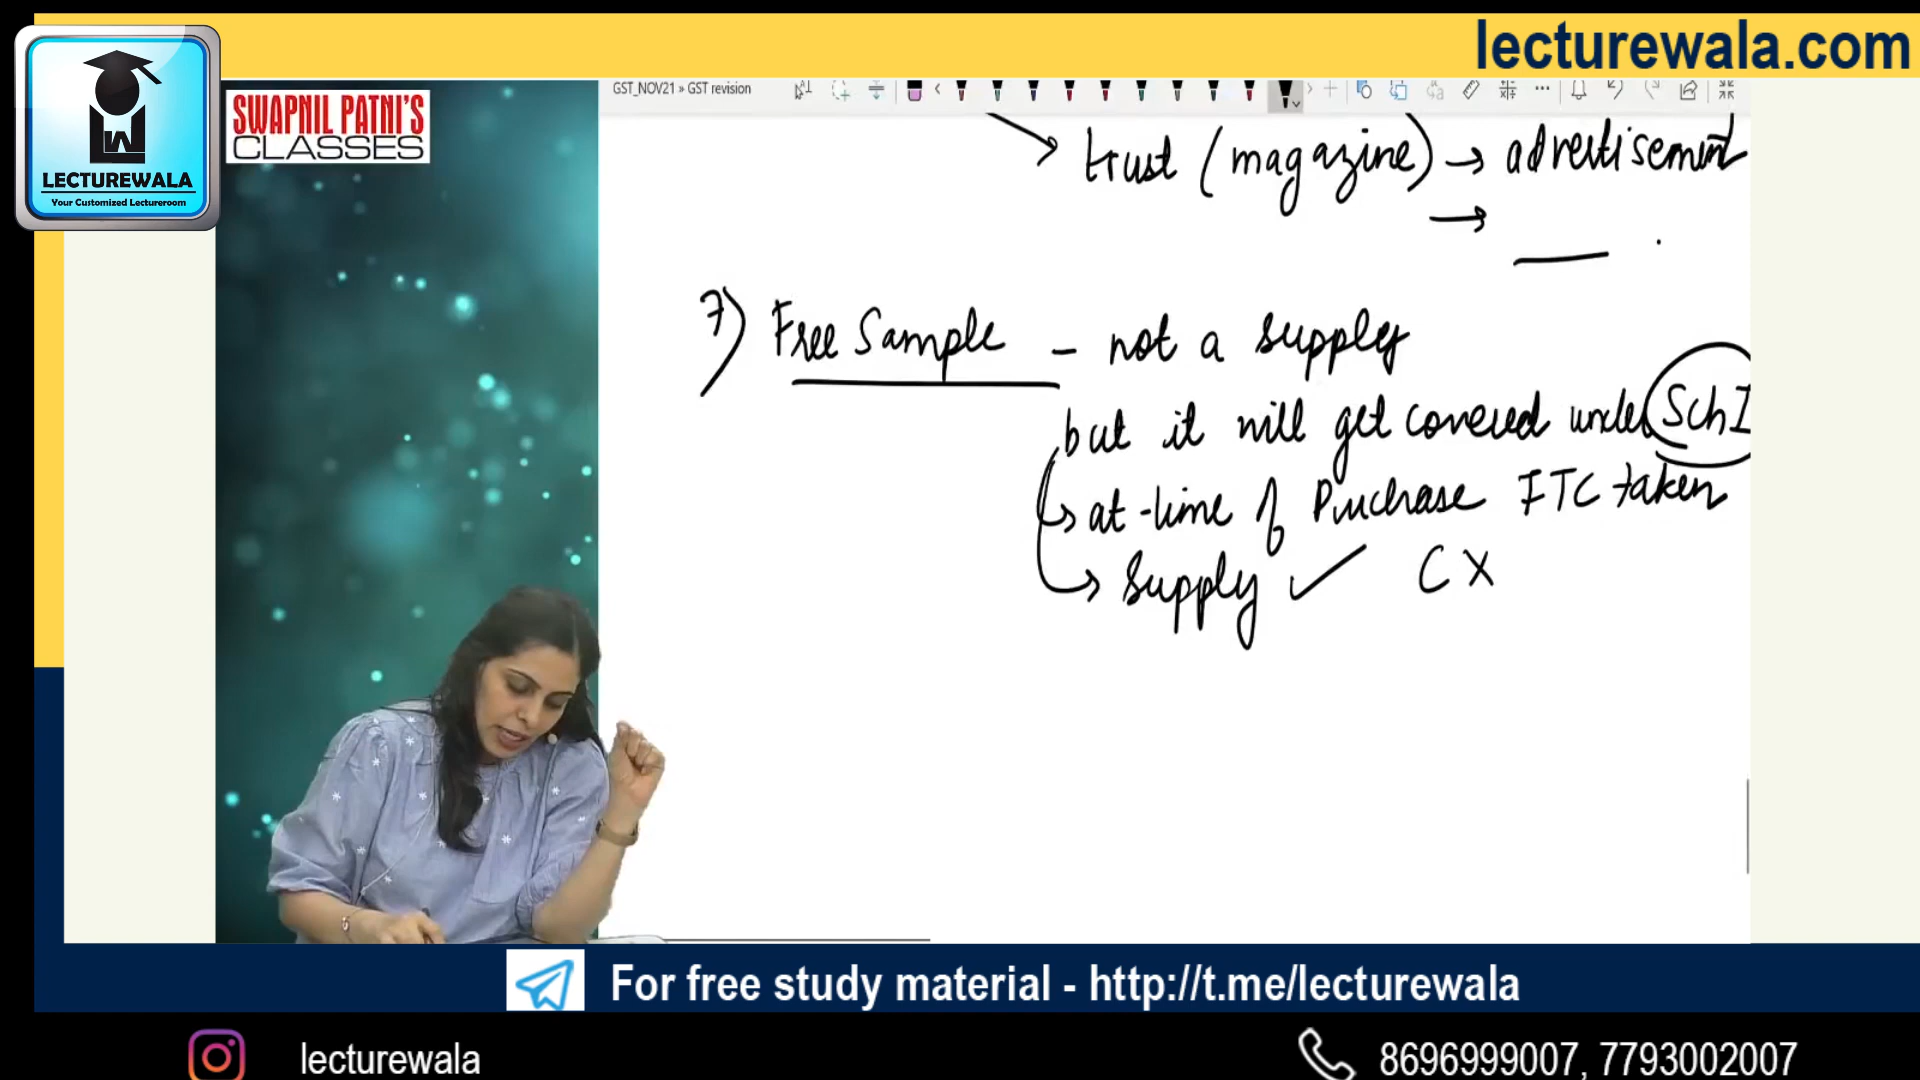 lecturewala.com
LW
LECTUREWALA
Your Customized Lectureroom
SWAPNIL PATNI'S
CLASSES
GST_NOV21 » GST revision
trust (magazine) → advertisement
→
7) Free Sample - not a supply
but it will get covered under Sch I
↳ at-time of Purchase ITC taken
↳ Supply ✓ C X
For free study material - http://t.me/lecturewala
lecturewala
8696999007, 7793002007